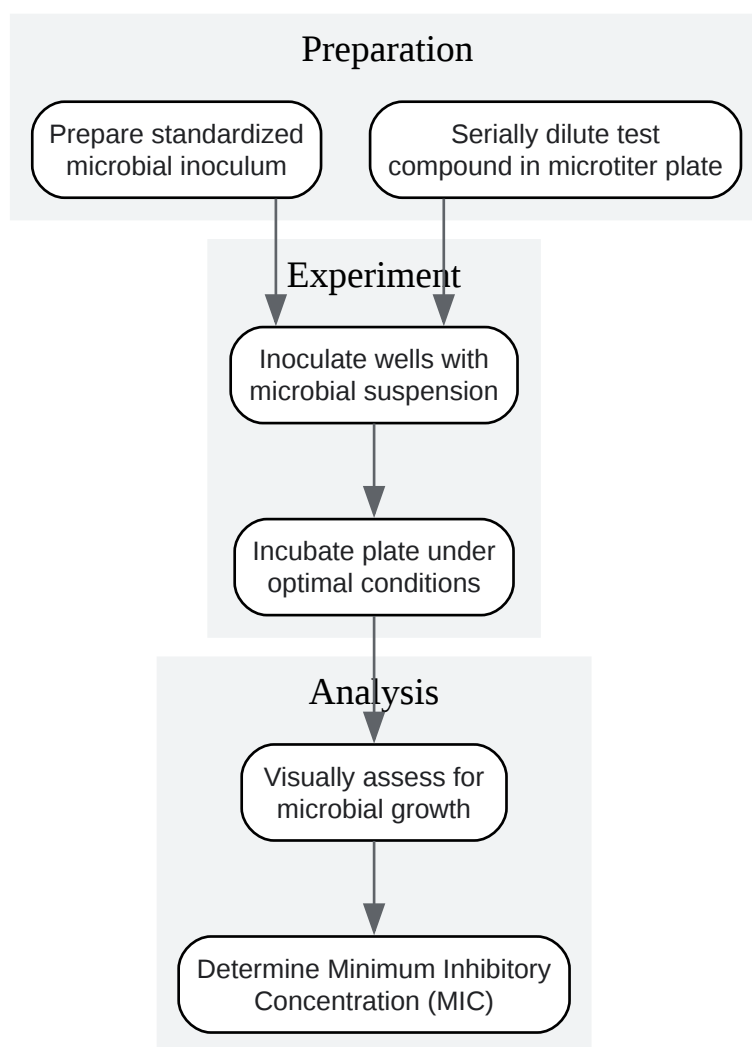 Preparation
Prepare standardized
microbial inoculum
Serially dilute test
compound in microtiter plate
Experiment
Inoculate wells with
microbial suspension
Incubate plate under
optimal conditions
Analysis
Visually assess for
microbial growth
Determine Minimum Inhibitory
Concentration (MIC)